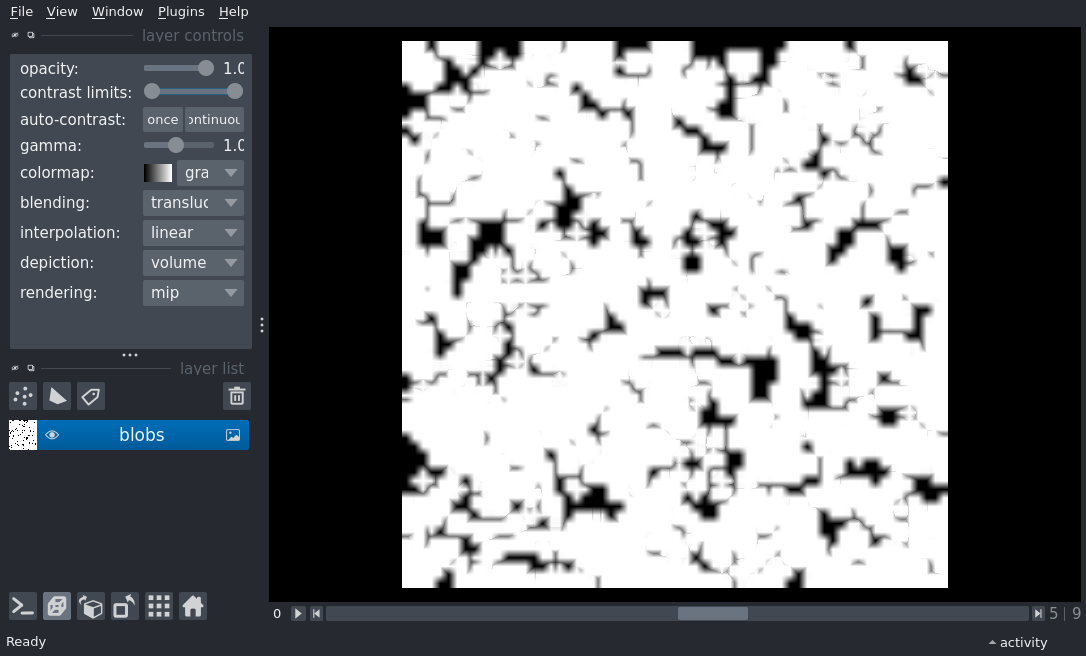 File View Window Plugins Help
layer controls
opacity: 1.0
contrast limits:
auto-contrast: once ontinuou
gamma: 1.0
colormap: gra
blending: transluc
interpolation: linear
depiction: volume
rendering: mip
layer list
blobs
0 5 9
Ready activity